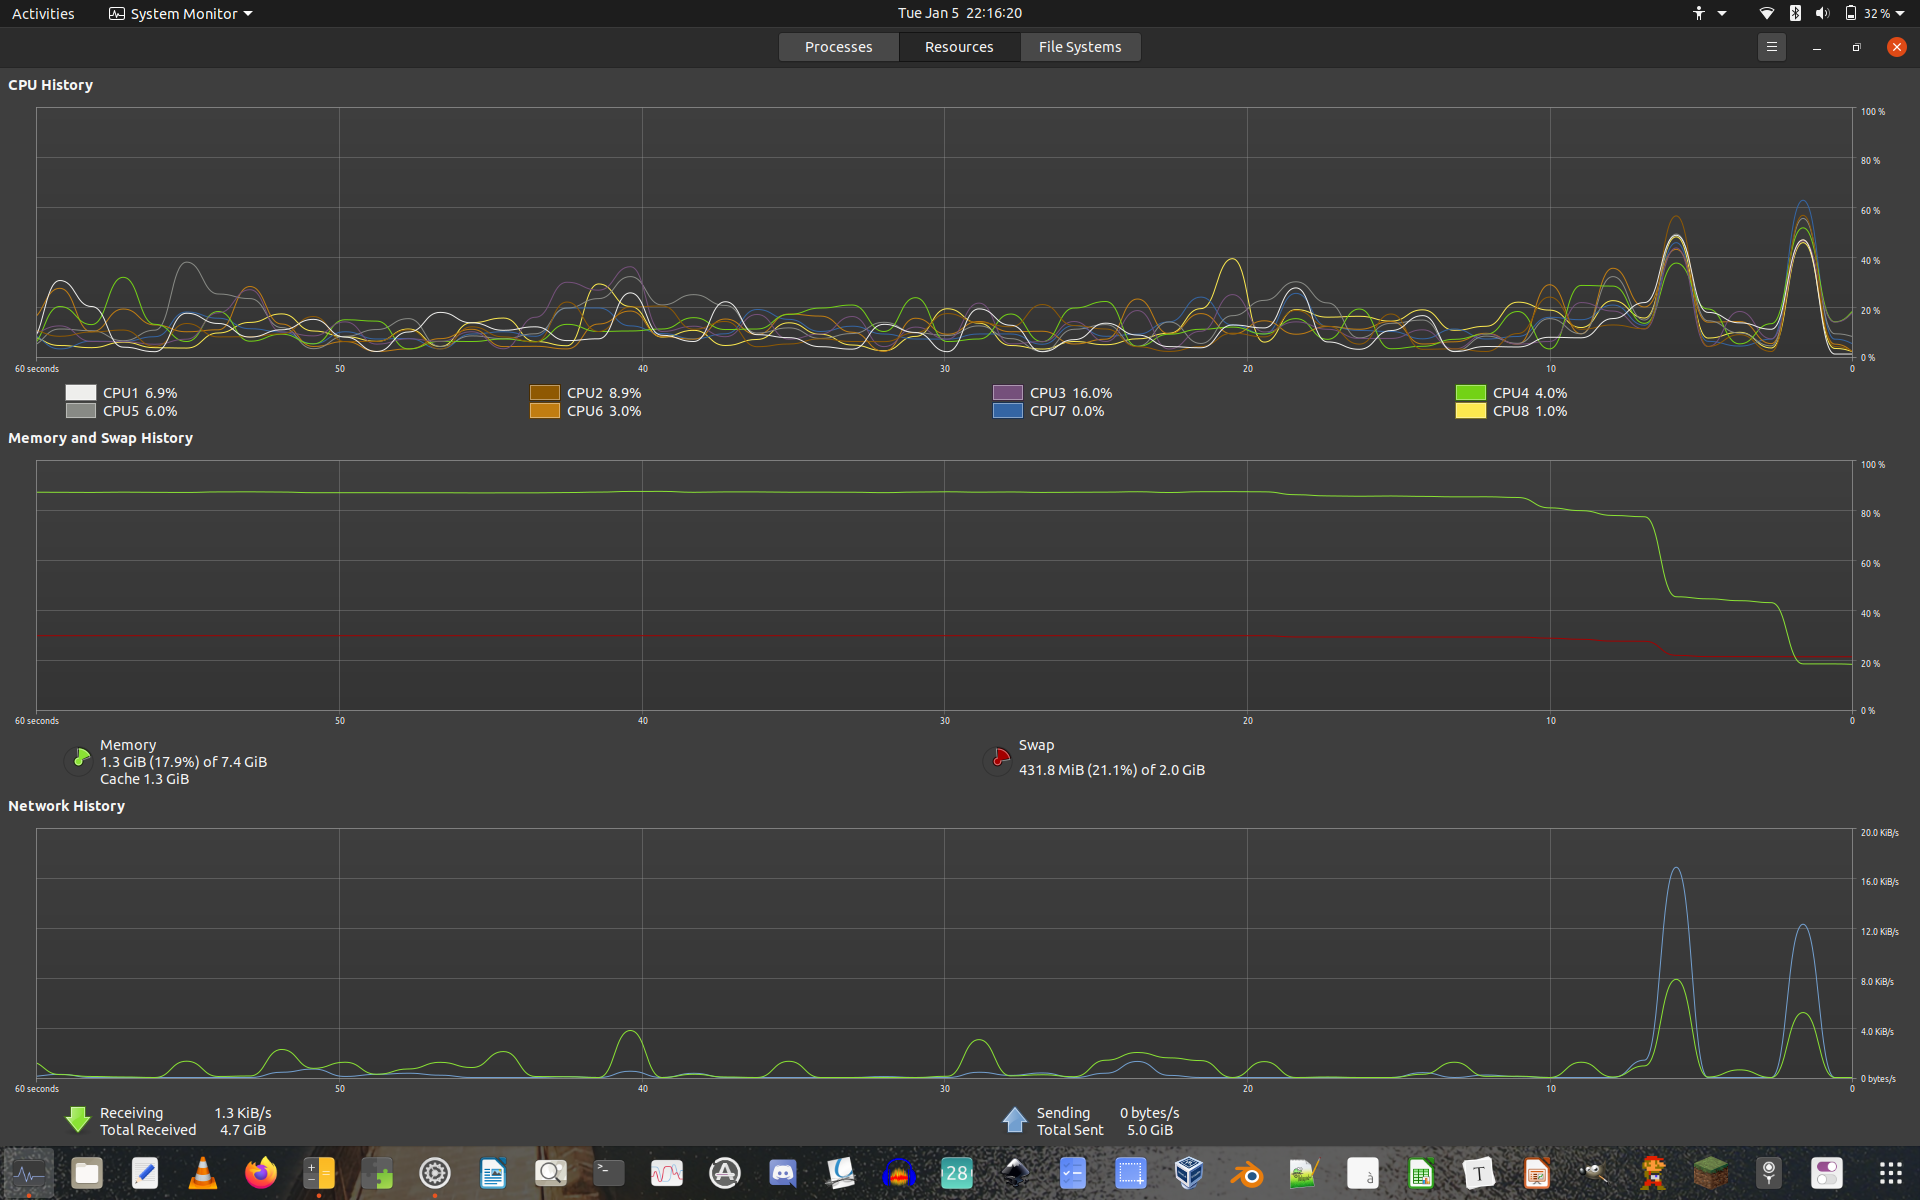 Activities System Monitor Tue Jan 5 22:16:20 32 %
Processes Resources File Systems
CPU History
100 %
80 %
60 %
40 %
20 %
0 %
60 seconds 50 40 30 20 10 0
CPU1 6.9% CPU2 8.9% CPU3 16.0% CPU4 4.0%
CPU5 6.0% CPU6 3.0% CPU7 0.0% CPU8 1.0%
Memory and Swap History
100 %
80 %
60 %
40 %
20 %
0 %
60 seconds 50 40 30 20 10 0
Memory
1.3 GiB (17.9%) of 7.4 GiB
Cache 1.3 GiB
Swap
431.8 MiB (21.1%) of 2.0 GiB
Network History
20.0 KiB/s
16.0 KiB/s
12.0 KiB/s
8.0 KiB/s
4.0 KiB/s
0 bytes/s
60 seconds 50 40 30 20 10 0
Receiving 1.3 KiB/s
Total Received 4.7 GiB
Sending 0 bytes/s
Total Sent 5.0 GiB
28 à T